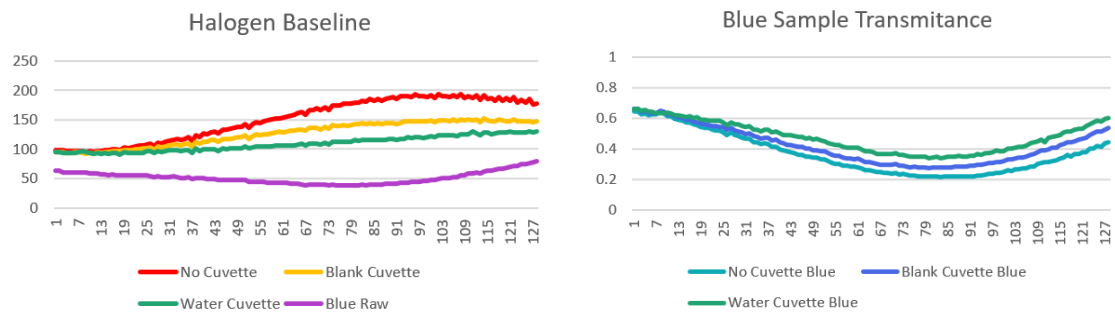 Halogen Baseline
250
200
150
100
50
0
1 7 13 19 25 31 37 43 49 55 61 67 73 79 85 91 97 103 109 115 121 127
No Cuvette Blank Cuvette
Water Cuvette Blue Raw
Blue Sample Transmitance
1
0.8
0.6
0.4
0.2
0
1 7 13 19 25 31 37 43 49 55 61 67 73 79 85 91 97 103 109 115 121 127
No Cuvette Blue Blank Cuvette Blue
Water Cuvette Blue